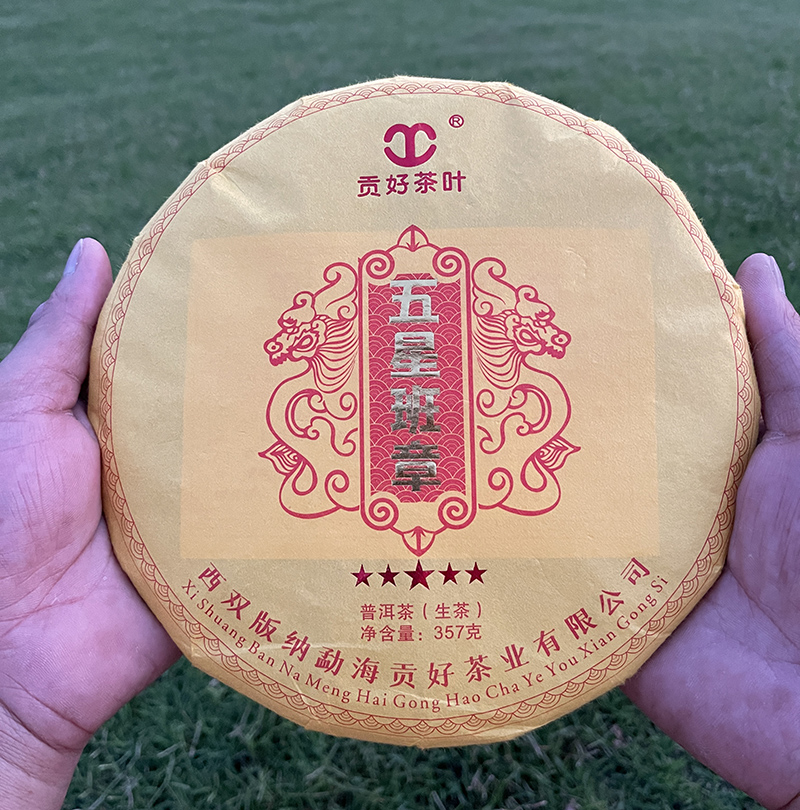 ®
贡好茶叶
五星班章
普洱茶（生茶）
净含量：357克
西双版纳勐海贡好茶业有限公司
Xi Shuang Ban Na Meng Hai Gong Hao Cha Ye You Xian Gong Si